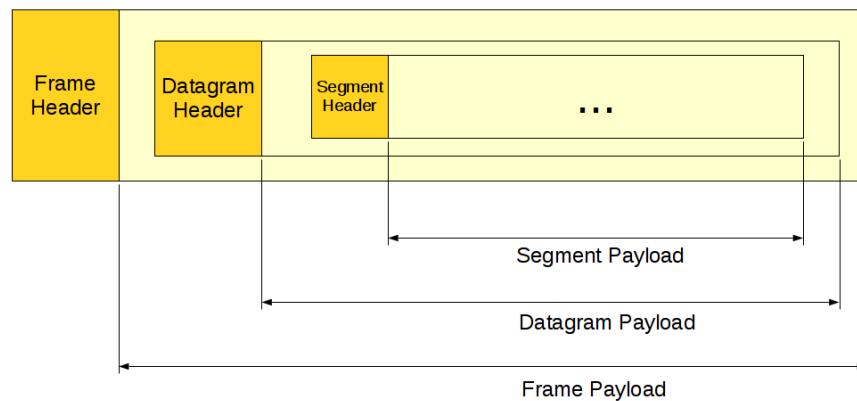 Frame
Header
Datagram
Header
Segment
Header
...
Segment Payload
Datagram Payload
Frame Payload